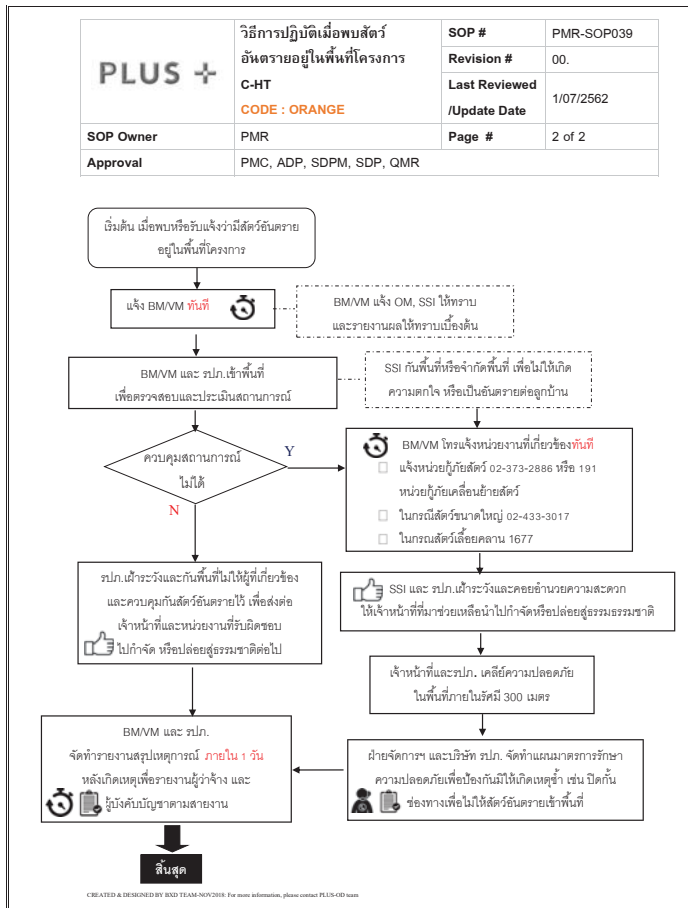 PLUS +
วิธีการปฏิบัติเมื่อพบสัตว์
อันตรายอยู่ในพื้นที่โครงการ
C-HT
CODE : ORANGE
SOP # PMR-SOP039
Revision # 00.
Last Reviewed
/Update Date 1/07/2562
SOP Owner PMR Page # 2 of 2
Approval PMC, ADP, SDPM, SDP, QMR
เริ่มต้น เมื่อพบหรือรับแจ้งว่ามีสัตว์อันตราย
อยู่ในพื้นที่โครงการ
แจ้ง BM/VM ทันที
BM/VM แจ้ง OM, SSI ให้ทราบ
และรายงานผลให้ทราบเบื้องต้น
BM/VM และ รปภ.เข้าพื้นที่
เพื่อตรวจสอบและประเมินสถานการณ์
SSI กันพื้นที่หรือจำกัดพื้นที่ เพื่อไม่ให้เกิด
ความตกใจ หรือเป็นอันตรายต่อลูกบ้าน
ควบคุมสถานการณ์
ไม่ได้
Y
N
BM/VM โทรแจ้งหน่วยงานที่เกี่ยวข้องทันที
แจ้งหน่วยกู้ภัยสัตว์ 02-373-2886 หรือ 191
หน่วยกู้ภัยเคลื่อนย้ายสัตว์
ในกรณีสัตว์ขนาดใหญ่ 02-433-3017
ในกรณสัตว์เลื้อยคลาน 1677
รปภ.เฝ้าระวังและกันพื้นที่ไม่ให้ผู้ที่เกี่ยวข้อง
และควบคุมกันสัตว์อันตรายไว้ เพื่อส่งต่อ
เจ้าหน้าที่และหน่วยงานที่รับผิดชอบ
ไปกำจัด หรือปล่อยสู่ธรรมชาติต่อไป
SSI และ รปภ.เฝ้าระวังและคอยอำนวยความสะดวก
ให้เจ้าหน้าที่ที่มาช่วยเหลือนำไปกำจัดหรือปล่อยสู่ธรรมธรรมชาติ
เจ้าหน้าที่และรปภ. เคลียร์ความปลอดภัย
ในพื้นที่ภายในรัศมี 300 เมตร
BM/VM และ รปภ.
จัดทำรายงานสรุปเหตุการณ์ ภายใน 1 วัน
หลังเกิดเหตุเพื่อรายงานผู้ว่าจ้าง และ
ผู้บังคับบัญชาตามสายงาน
ฝ่ายจัดการฯ และบริษัท รปภ. จัดทำแผนมาตรการรักษา
ความปลอดภัยเพื่อป้องกันมิให้เกิดเหตุซ้ำ เช่น ปิดกั้น
ช่องทางเพื่อไม่ให้สัตว์อันตรายเข้าพื้นที่
สิ้นสุด
CREATED & DESIGNED BY BXD TEAM-NOV2018: For more information, please contact PLUS-OD team